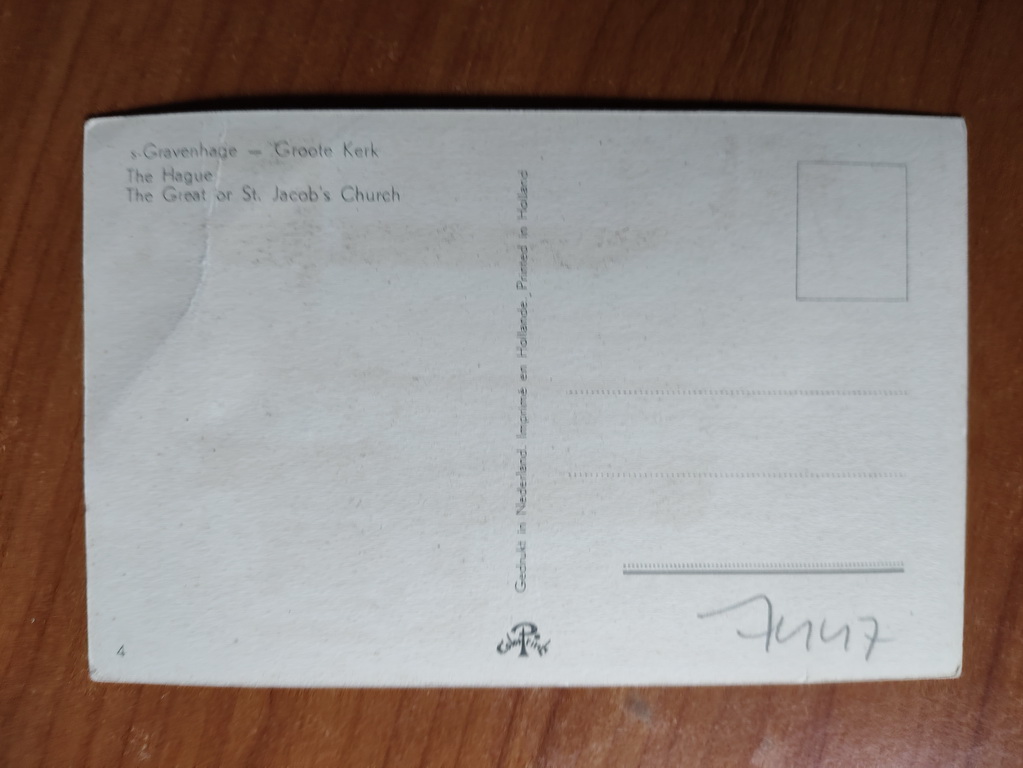 s-Gravenhage — Groote Kerk
The Hague
The Great or St. Jacob's Church
Gedrukt in Nederland. Imprimé en Hollande. Printed in Holland
4